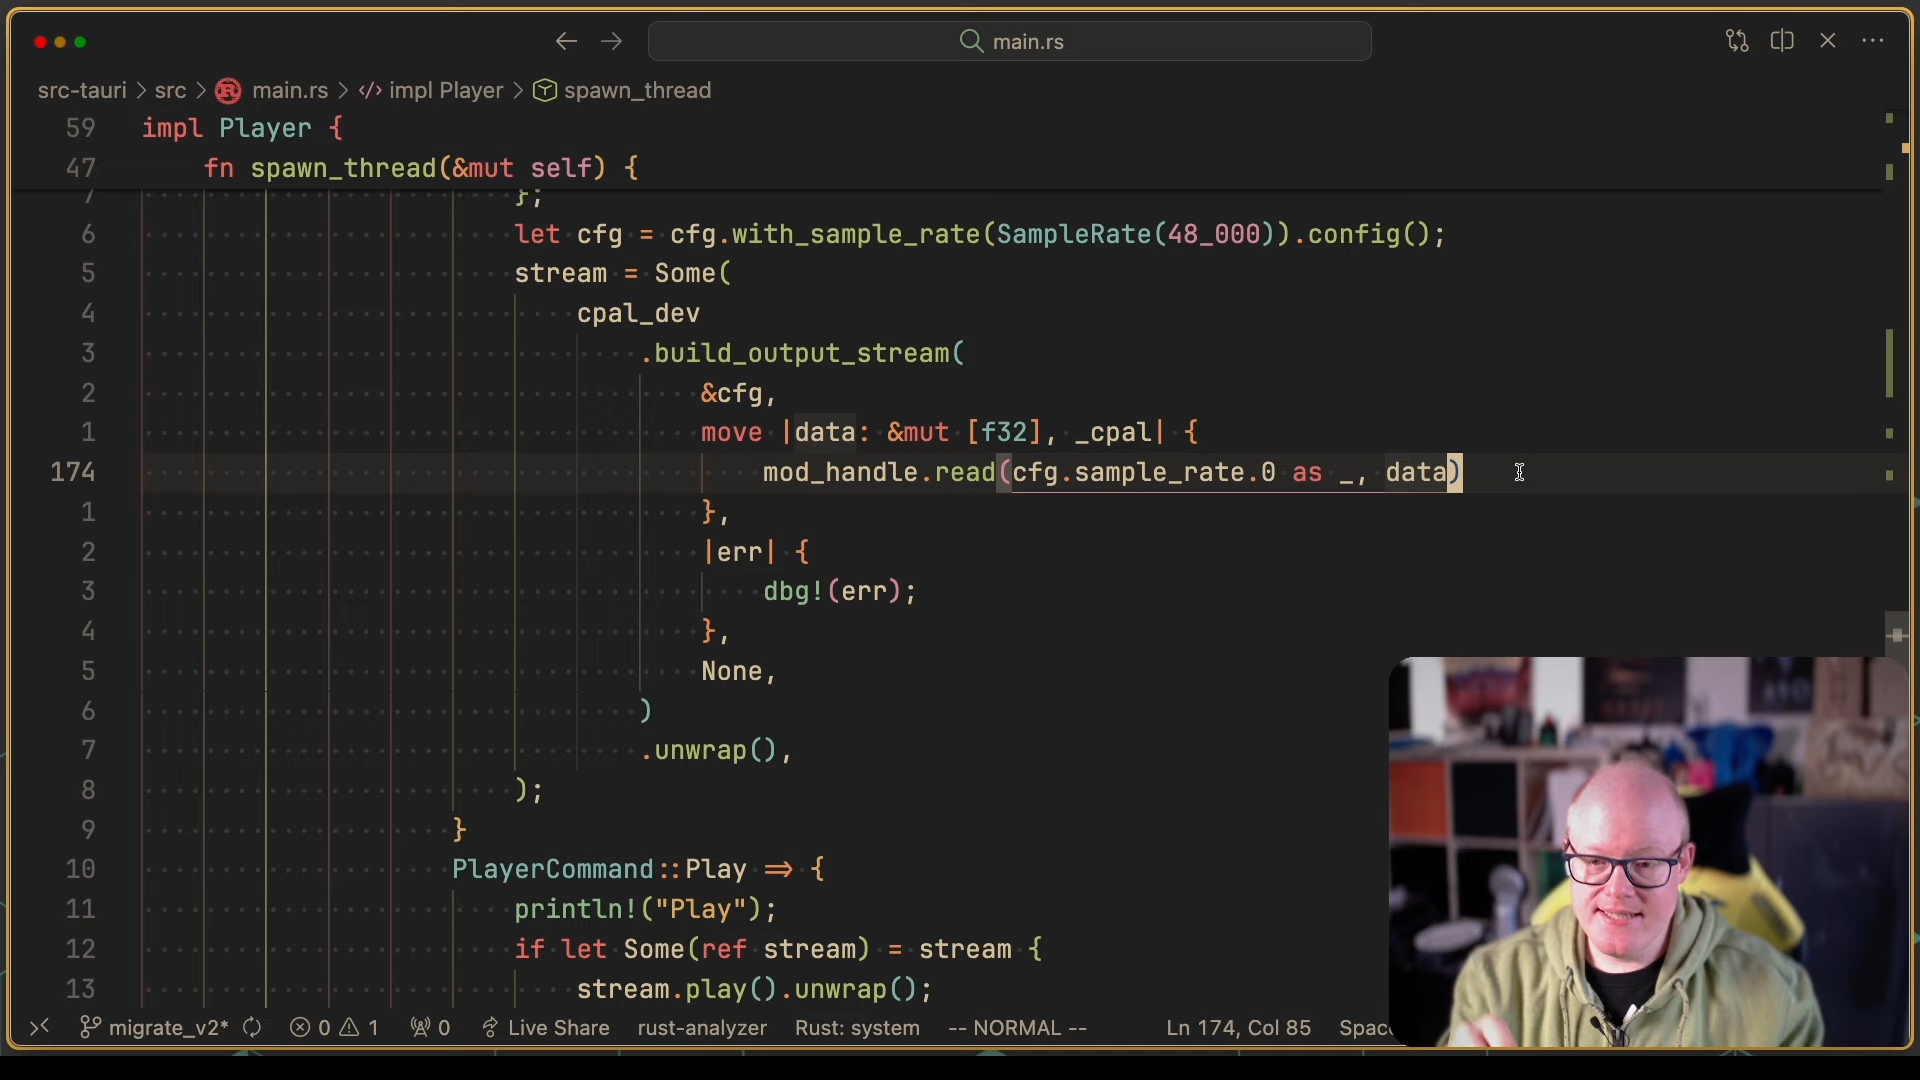 main.rs
src-tauri > src > main.rs > impl Player > spawn_thread
59 impl Player {
47 fn spawn_thread(&mut self) {
7 };
6 let cfg = cfg.with_sample_rate(SampleRate(48_000)).config();
5 stream = Some(
4 cpal_dev
3 .build_output_stream(
2 &cfg,
1 move |data: &mut [f32], _cpal| {
174 mod_handle.read(cfg.sample_rate.0 as _, data)
1 },
2 |err| {
3 dbg!(err);
4 },
5 None,
6 )
7 .unwrap(),
8 );
9 }
10 PlayerCommand::Play => {
11 println!("Play");
12 if let Some(ref stream) = stream {
13 stream.play().unwrap();
migrate_v2* 0 1 0 Live Share rust-analyzer Rust: system -- NORMAL -- Ln 174, Col 85